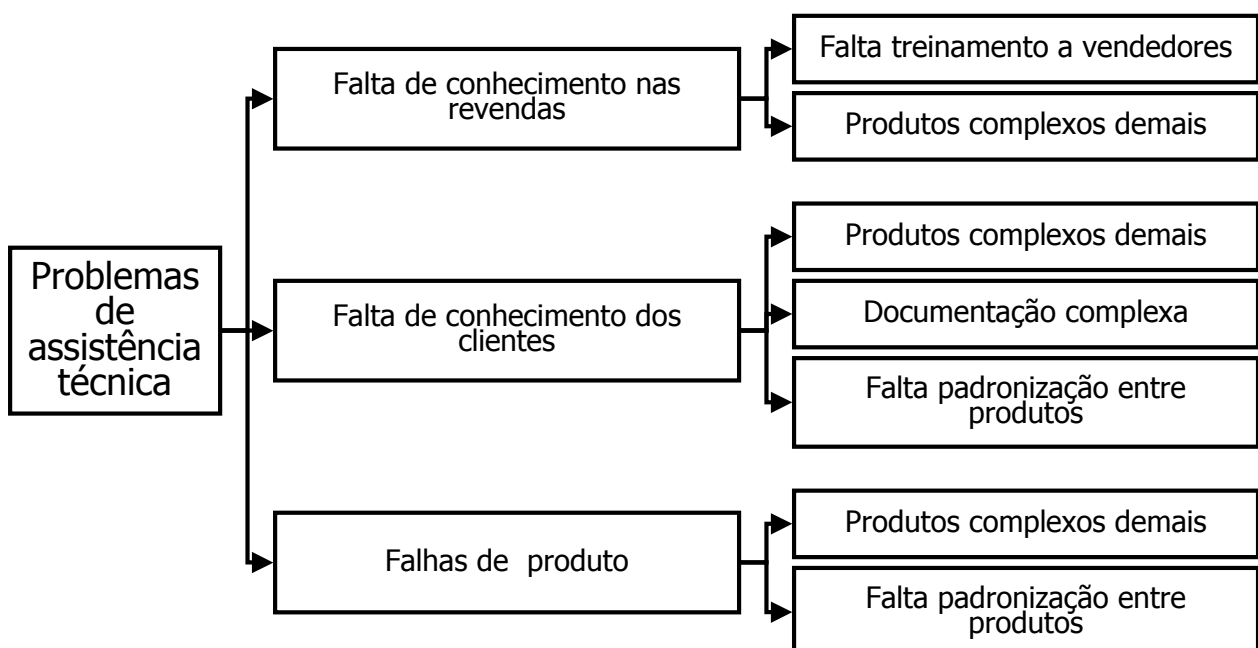 Problemas
de
assistência
técnica
Falta de conhecimento nas
revendas
Falta treinamento a vendedores
Produtos complexos demais
Falta de conhecimento dos
clientes
Produtos complexos demais
Documentação complexa
Falta padronização entre
produtos
Falhas de  produto
Produtos complexos demais
Falta padronização entre
produtos